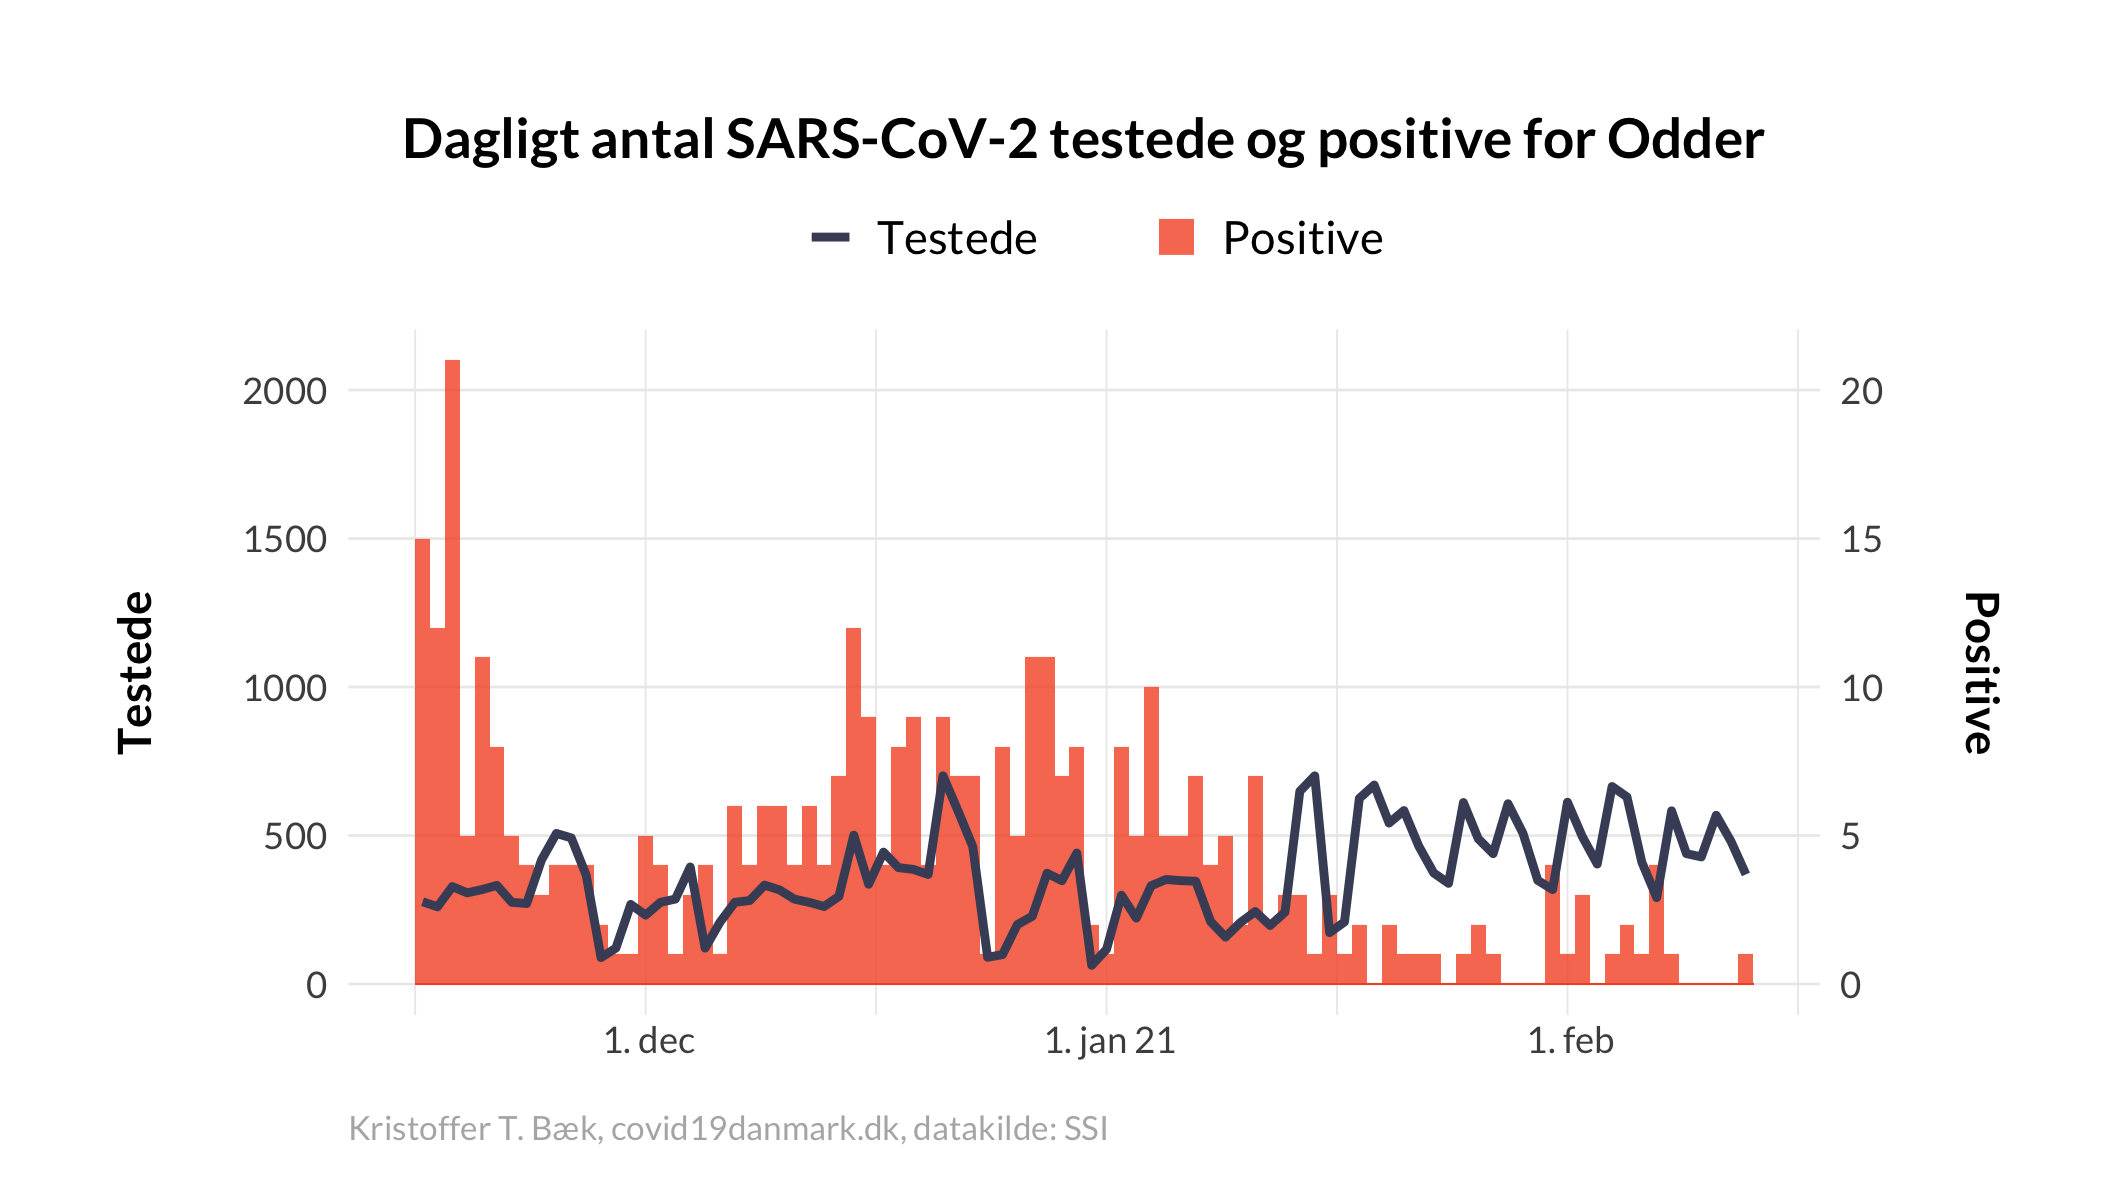 Dagligt antal SARS-CoV-2 testede og positive for Odder
Testede
Positive
Testede
2000
1500
1000
500
0
20
15
10
5
0
Positive
1. dec
1. jan 21
1. feb
Kristoffer T. Bæk, covid19danmark.dk, datakilde: SSI